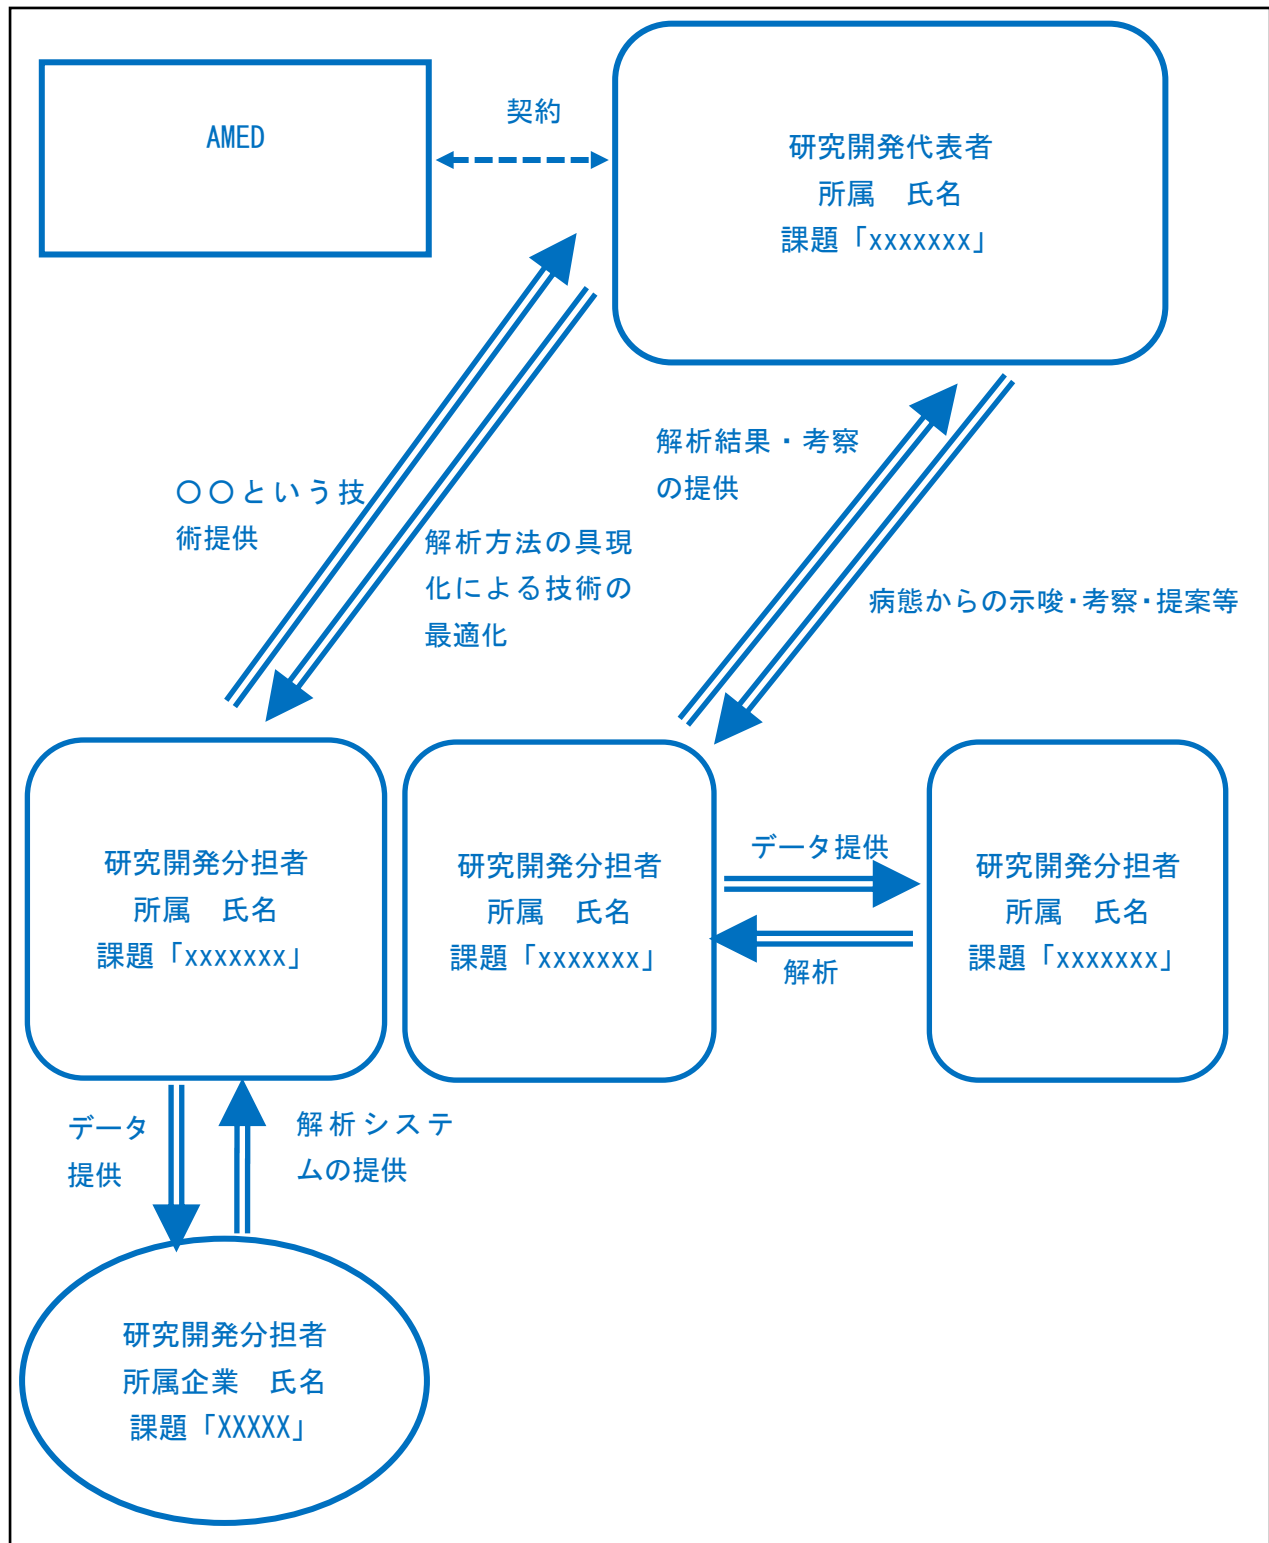 AMED
契約
研究開発代表者
所属　氏名
課題「xxxxxxx」
〇〇という技
術提供
解析方法の具現
化による技術の
最適化
解析結果・考察
の提供
病態からの示唆・考察・提案等
研究開発分担者
所属　氏名
課題「xxxxxxx」
研究開発分担者
所属　氏名
課題「xxxxxxx」
データ提供
解析
研究開発分担者
所属　氏名
課題「xxxxxxx」
データ
提供
解析システ
ムの提供
研究開発分担者
所属企業　氏名
課題「XXXXX」